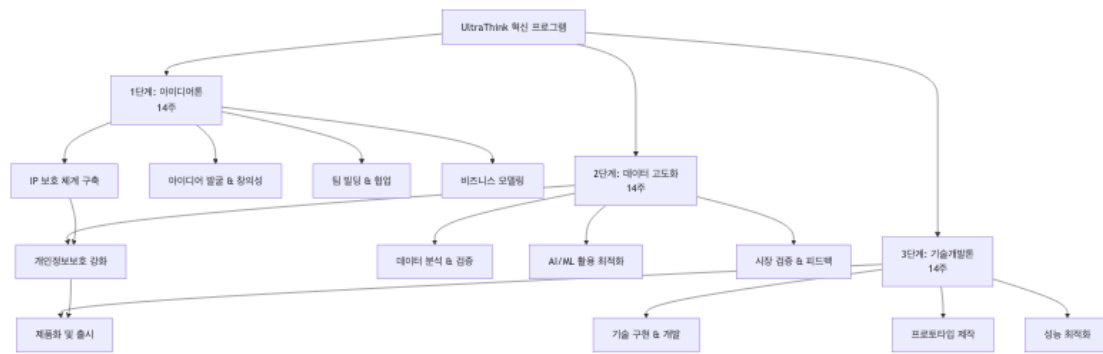 UltraThink 혁신 프로그램
1단계: 아이디어톤
14주
IP 보호 체계 구축
아이디어 발굴 & 창의성
팀 빌딩 & 협업
비즈니스 모델링
2단계: 데이터 고도화
14주
개인정보보호 강화
데이터 분석 & 검증
AI/ML 활용 최적화
시장 검증 & 피드백
3단계: 기술개발톤
14주
제품화 및 출시
기술 구현 & 개발
프로토타입 제작
성능 최적화